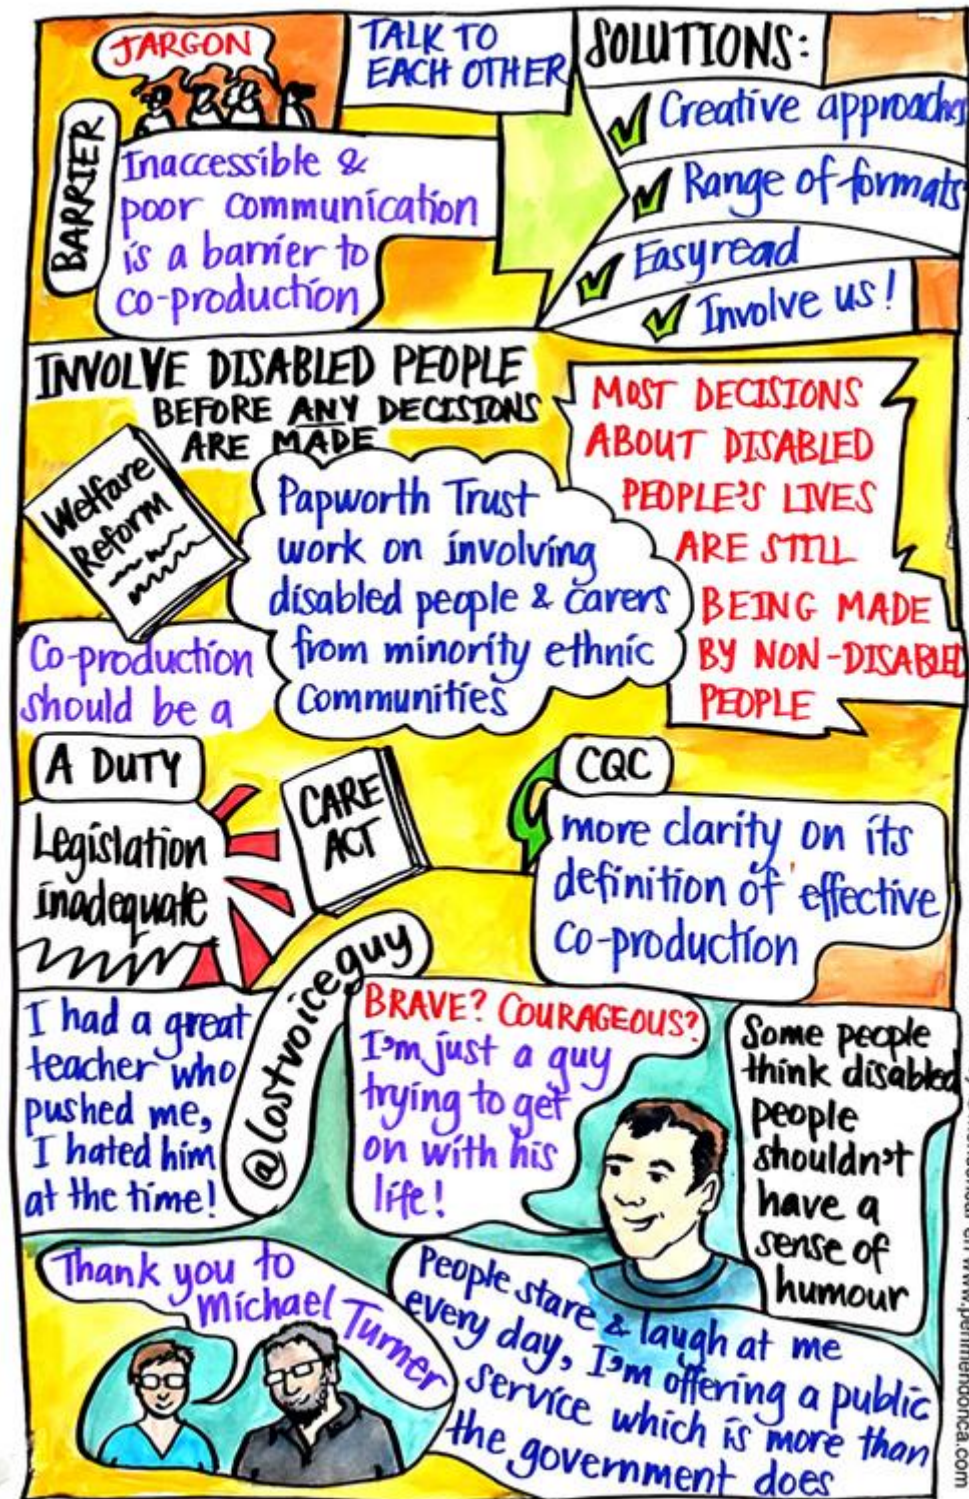 JARGON
BARRIER
Inaccessible &
poor communication
is a barrier to
co-production
TALK TO
EACH OTHER
SOLUTIONS:
Creative approaches
Range of formats
Easyread
Involve us!
INVOLVE DISABLED PEOPLE
BEFORE ANY DECISIONS
ARE MADE
Welfare
Reform
Papworth Trust
work on involving
disabled people & carers
from minority ethnic
Communities
MOST DECISIONS
ABOUT DISABLED
PEOPLE'S LIVES
ARE STILL
BEING MADE
BY NON-DISABLED
PEOPLE
Co-production
should be a
A DUTY
Legislation
inadequate
CARE
ACT
CQC
more clarity on its
definition of effective
co-production
I had a great
teacher who
pushed me,
I hated him
at the time!
@Lostvoiceguy
BRAVE? COURAGEOUS?
I'm just a guy
trying to get
on with his
life!
Some people
think disabled
people
shouldn't
have a
sense of
humour
Thank you to
Michael Turner
People stare & laugh at me
every day, I'm offering a public
service which is more than
the government does
www.penmendonca.com